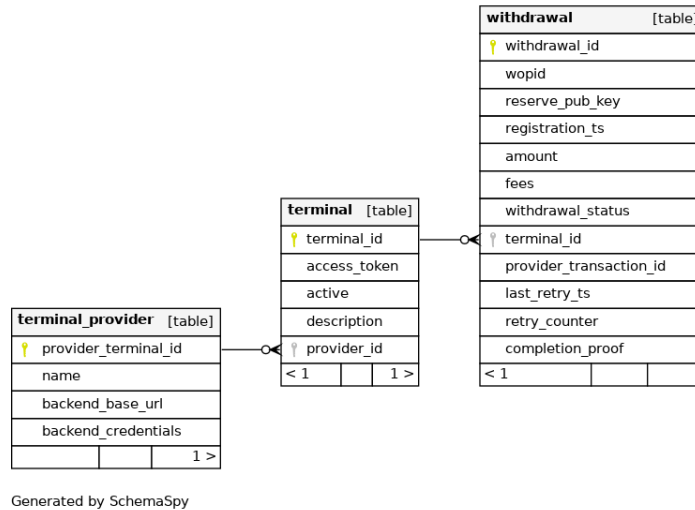 withdrawal [table]
withdrawal_id
wopid
reserve_pub_key
registration_ts
amount
fees
withdrawal_status
terminal_id
provider_transaction_id
last_retry_ts
retry_counter
completion_proof
< 1
terminal [table]
terminal_id
access_token
active
description
provider_id
< 1 1 >
terminal_provider [table]
provider_terminal_id
name
backend_base_url
backend_credentials
1 >
Generated by SchemaSpy